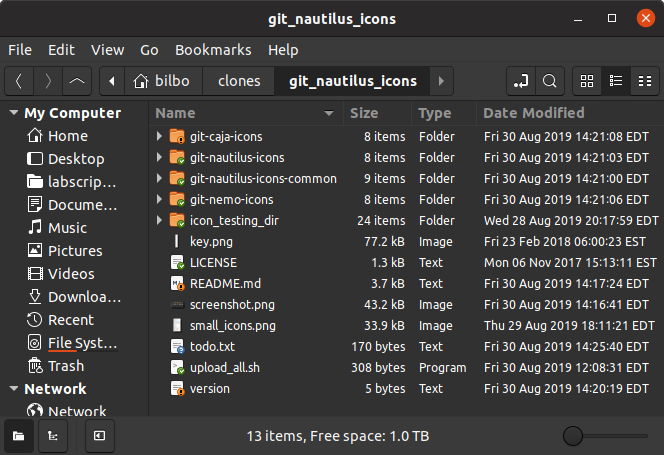 git_nautilus_icons
File Edit View Go Bookmarks Help
bilbo clones git_nautilus_icons
My Computer
Home
Desktop
labscrip...
Docume...
Music
Pictures
Videos
Downloa...
Recent
File Syst...
Trash
Network
Network
Name Size Type Date Modified
git-caja-icons 8 items Folder Fri 30 Aug 2019 14:21:08 EDT
git-nautilus-icons 8 items Folder Fri 30 Aug 2019 14:21:03 EDT
git-nautilus-icons-common 9 items Folder Fri 30 Aug 2019 14:21:00 EDT
git-nemo-icons 8 items Folder Fri 30 Aug 2019 14:21:06 EDT
icon_testing_dir 24 items Folder Wed 28 Aug 2019 20:17:59 EDT
key.png 77.2 kB Image Fri 23 Feb 2018 06:00:23 EST
LICENSE 1.3 kB Text Mon 06 Nov 2017 15:13:11 EST
README.md 3.7 kB Text Fri 30 Aug 2019 14:17:24 EDT
screenshot.png 43.2 kB Image Fri 30 Aug 2019 14:16:41 EDT
small_icons.png 33.9 kB Image Thu 29 Aug 2019 18:11:21 EDT
todo.txt 170 bytes Text Fri 30 Aug 2019 14:25:40 EDT
upload_all.sh 308 bytes Program Fri 30 Aug 2019 12:08:31 EDT
version 5 bytes Text Fri 30 Aug 2019 14:20:19 EDT
13 items, Free space: 1.0 TB